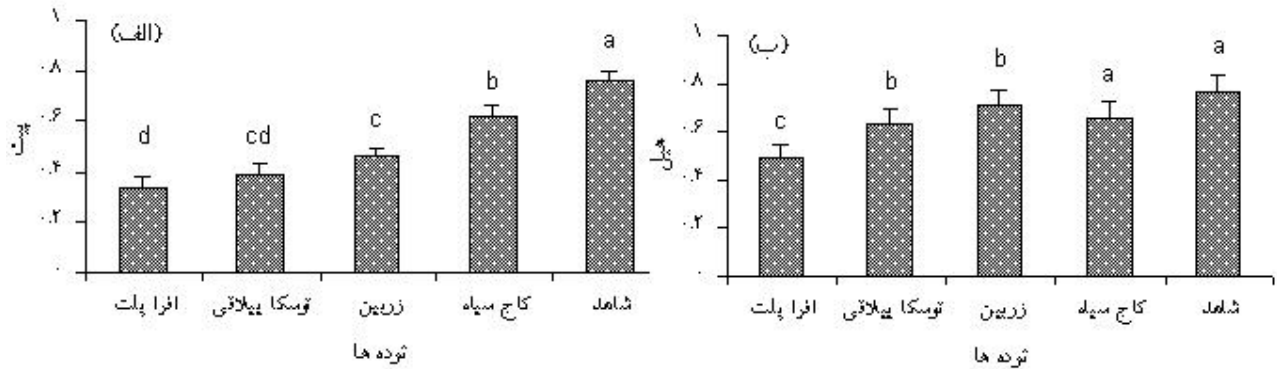 (الف)
۱
۰.۸
۰.۶
۰.۴
۰.۲
۰
پیت
d
cd
c
b
a
افرا پلت
توسکا ییلاقی
زربین
کاج سیاه
شاهد
توده ها
(ب)
۱
۰.۸
۰.۶
۰.۴
۰.۲
۰
هیل
c
b
b
a
a
افرا پلت
توسکا ییلاقی
زربین
کاج سیاه
شاهد
توده ها